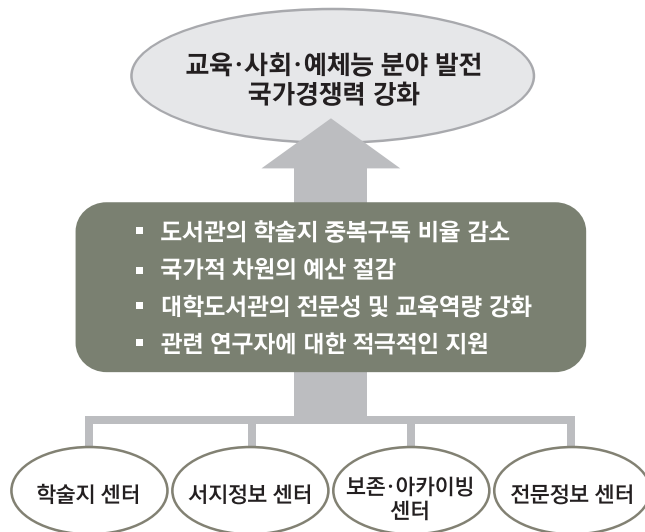 교육·사회·예체능 분야 발전
국가경쟁력 강화
▪ 도서관의 학술지 중복구독 비율 감소
▪ 국가적 차원의 예산 절감
▪ 대학도서관의 전문성 및 교육역량 강화
▪ 관련 연구자에 대한 적극적인 지원
학술지 센터
서지정보 센터
보존·아카이빙
센터
전문정보 센터